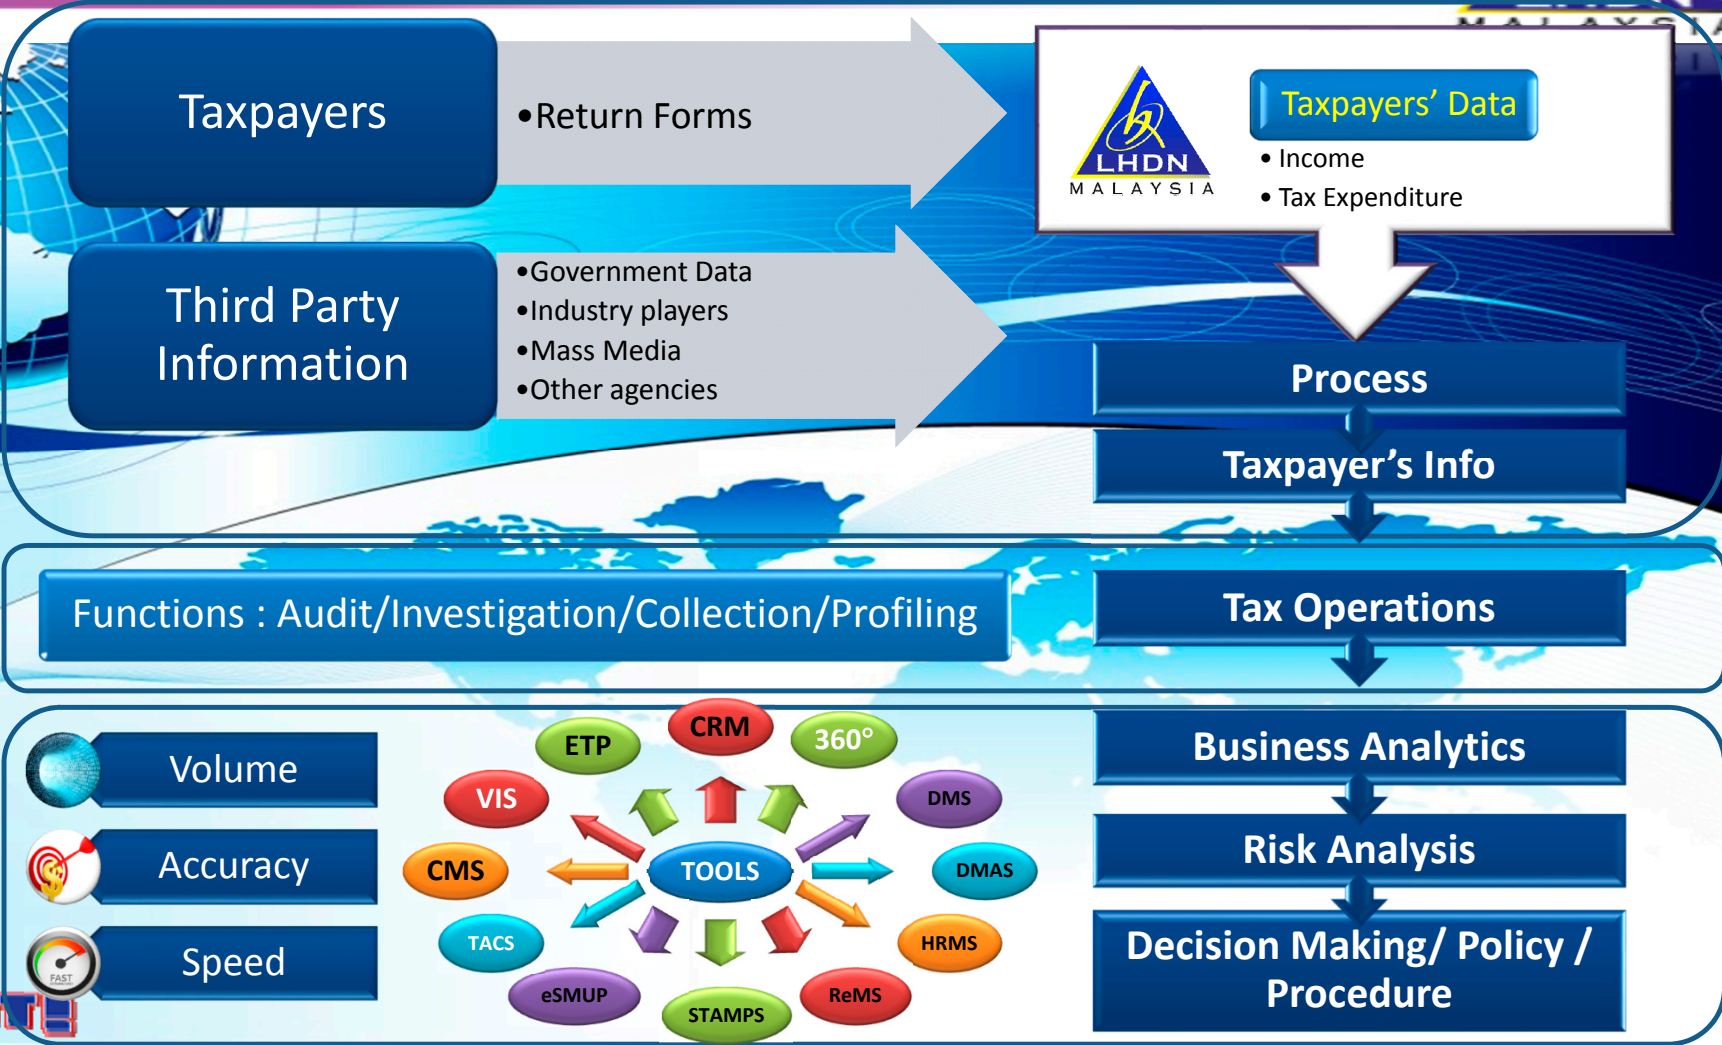 MALAYSIA
Taxpayers
•Return Forms
LHDN
MALAYSIA
Taxpayers’ Data
• Income
• Tax Expenditure
Third Party
Information
•Government Data
•Industry players
•Mass Media
•Other agencies
Process
Taxpayer’s Info
Functions : Audit/Investigation/Collection/Profiling
Tax Operations
Volume
Accuracy
Speed
FAST
TOOLS
CRM
360°
DMS
DMAS
HRMS
ReMS
STAMPS
eSMUP
TACS
CMS
VIS
ETP
Business Analytics
Risk Analysis
Decision Making/ Policy /
Procedure